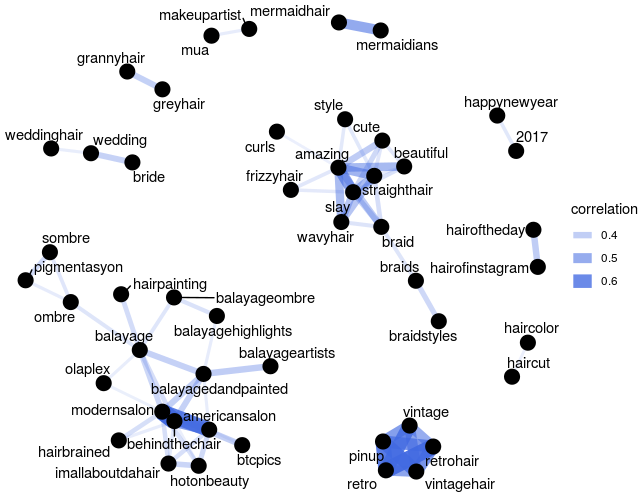 makeupartist
mermaidhair
mua
mermaidians
grannyhair
greyhair
style
happynewyear
weddinghair
wedding
cute
2017
curls
amazing
beautiful
bride
frizzyhair
straighthair
slay
correlation
wavyhair
braid
hairoftheday
0.4
sombre
0.5
pigmentasyon
braids
hairofinstagram
0.6
hairpainting
balayageombre
ombre
balayagehighlights
haircolor
balayage
braidstyles
balayageartists
haircut
olaplex
balayagedandpainted
modernsalon
americansalon
vintage
hairbrained
behindthechair
btcpics
pinup
retrohair
imallaboutdahair
hotonbeauty
retro
vintagehair